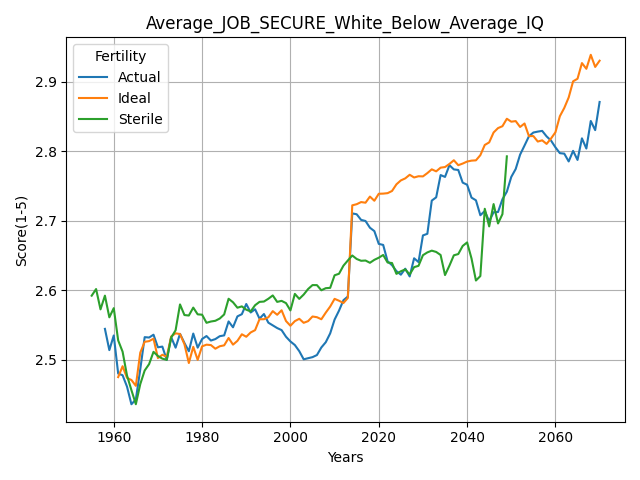 Average_JOB_SECURE_White_Below_Average_IQ
Fertility
Actual
Ideal
Sterile
Score(1-5)
2.9
2.8
2.7
2.6
2.5
1960 1980 2000 2020 2040 2060
Years